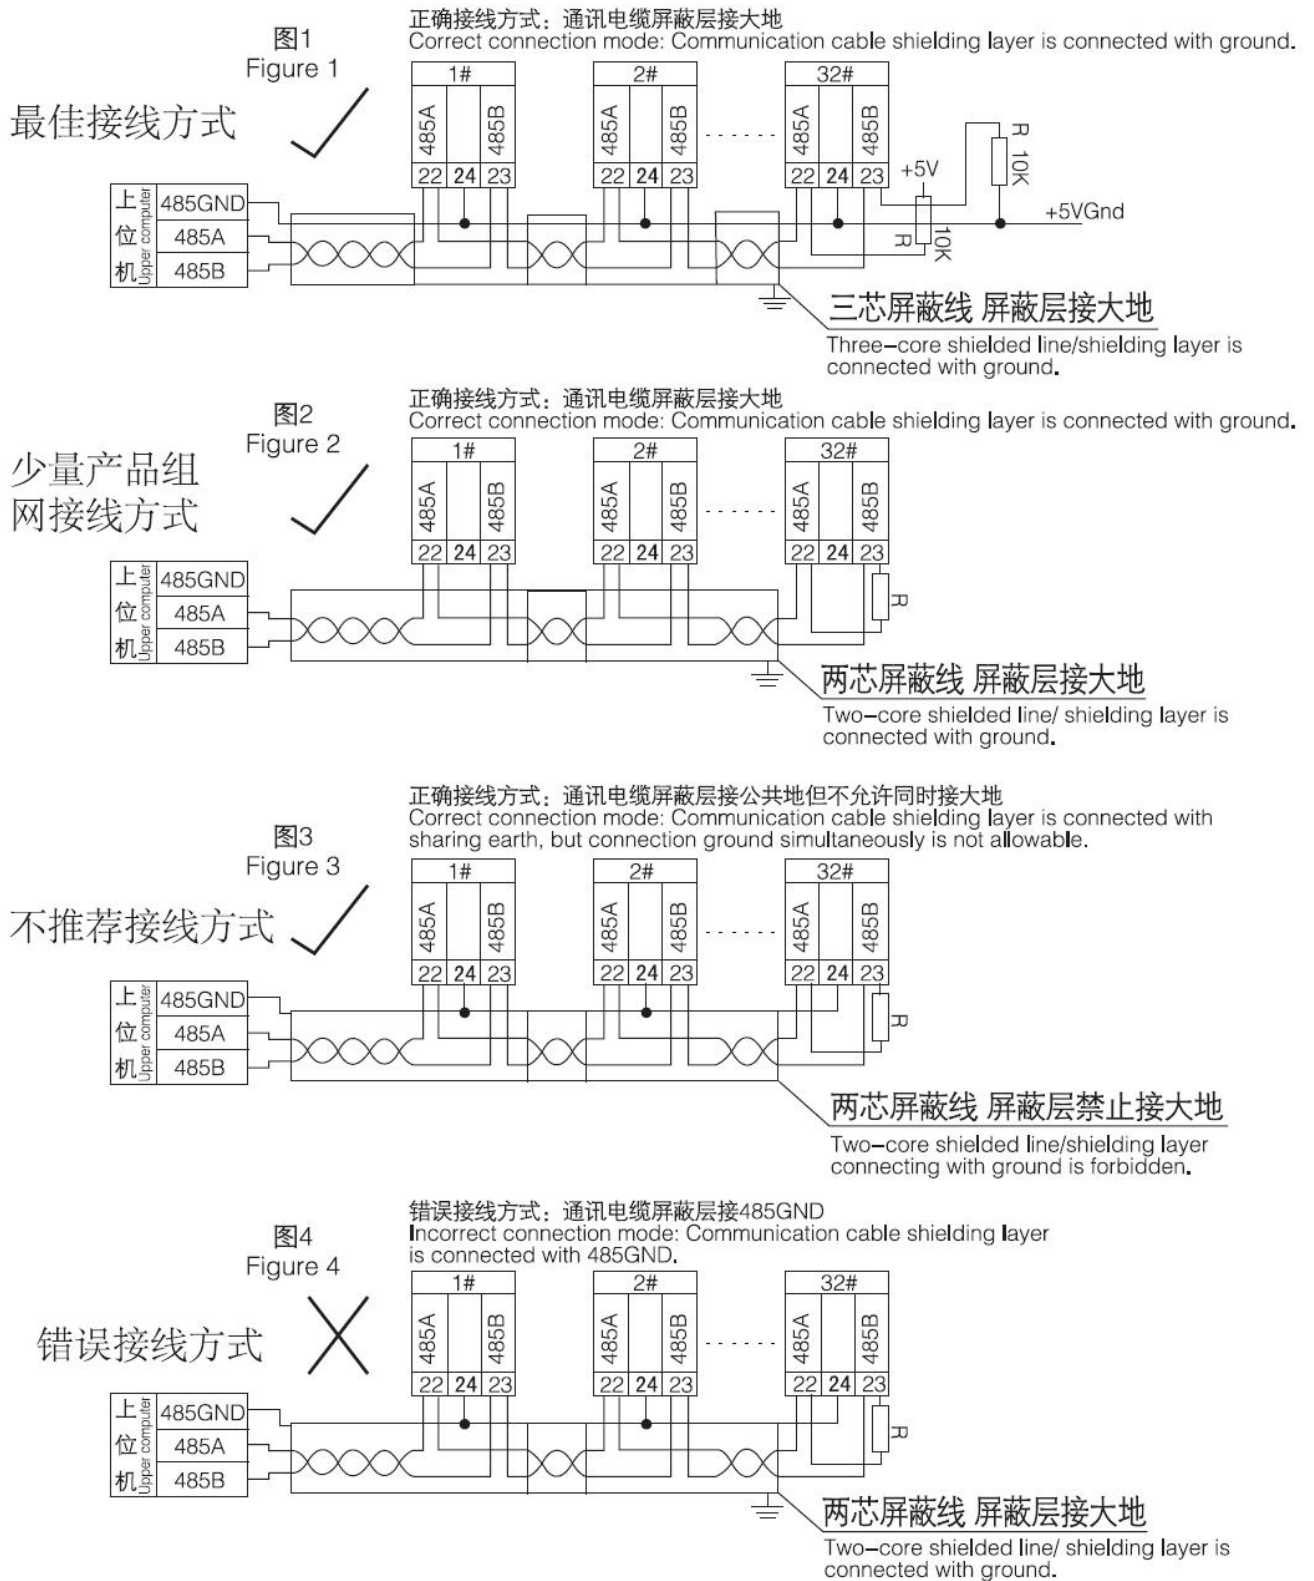 图1
Figure 1
正确接线方式：通讯电缆屏蔽层接大地
Correct connection mode: Communication cable shielding layer is connected with ground.
最佳接线方式
1#
2#
32#
485A
485B
485A
485B
485A
485B
22 24 23
22 24 23
22 24 23
+5V
R 10K
R 10K
+5VGnd
上位机
Upper computer
485GND
485A
485B
三芯屏蔽线 屏蔽层接大地
Three-core shielded line/shielding layer is
connected with ground.
图2
Figure 2
正确接线方式：通讯电缆屏蔽层接大地
Correct connection mode: Communication cable shielding layer is connected with ground.
少量产品组
网接线方式
1#
2#
32#
485A
485B
485A
485B
485A
485B
22 24 23
22 24 23
22 24 23
R
上位机
Upper computer
485GND
485A
485B
两芯屏蔽线 屏蔽层接大地
Two-core shielded line/ shielding layer is
connected with ground.
图3
Figure 3
正确接线方式：通讯电缆屏蔽层接公共地但不允许同时接大地
Correct connection mode: Communication cable shielding layer is connected with
sharing earth, but connection ground simultaneously is not allowable.
不推荐接线方式
1#
2#
32#
485A
485B
485A
485B
485A
485B
22 24 23
22 24 23
22 24 23
R
上位机
Upper computer
485GND
485A
485B
两芯屏蔽线 屏蔽层禁止接大地
Two-core shielded line/shielding layer
connecting with ground is forbidden.
图4
Figure 4
错误接线方式：通讯电缆屏蔽层接485GND
Incorrect connection mode: Communication cable shielding layer
is connected with 485GND.
错误接线方式
1#
2#
32#
485A
485B
485A
485B
485A
485B
22 24 23
22 24 23
22 24 23
R
上位机
Upper computer
485GND
485A
485B
两芯屏蔽线 屏蔽层接大地
Two-core shielded line/ shielding layer is
connected with ground.